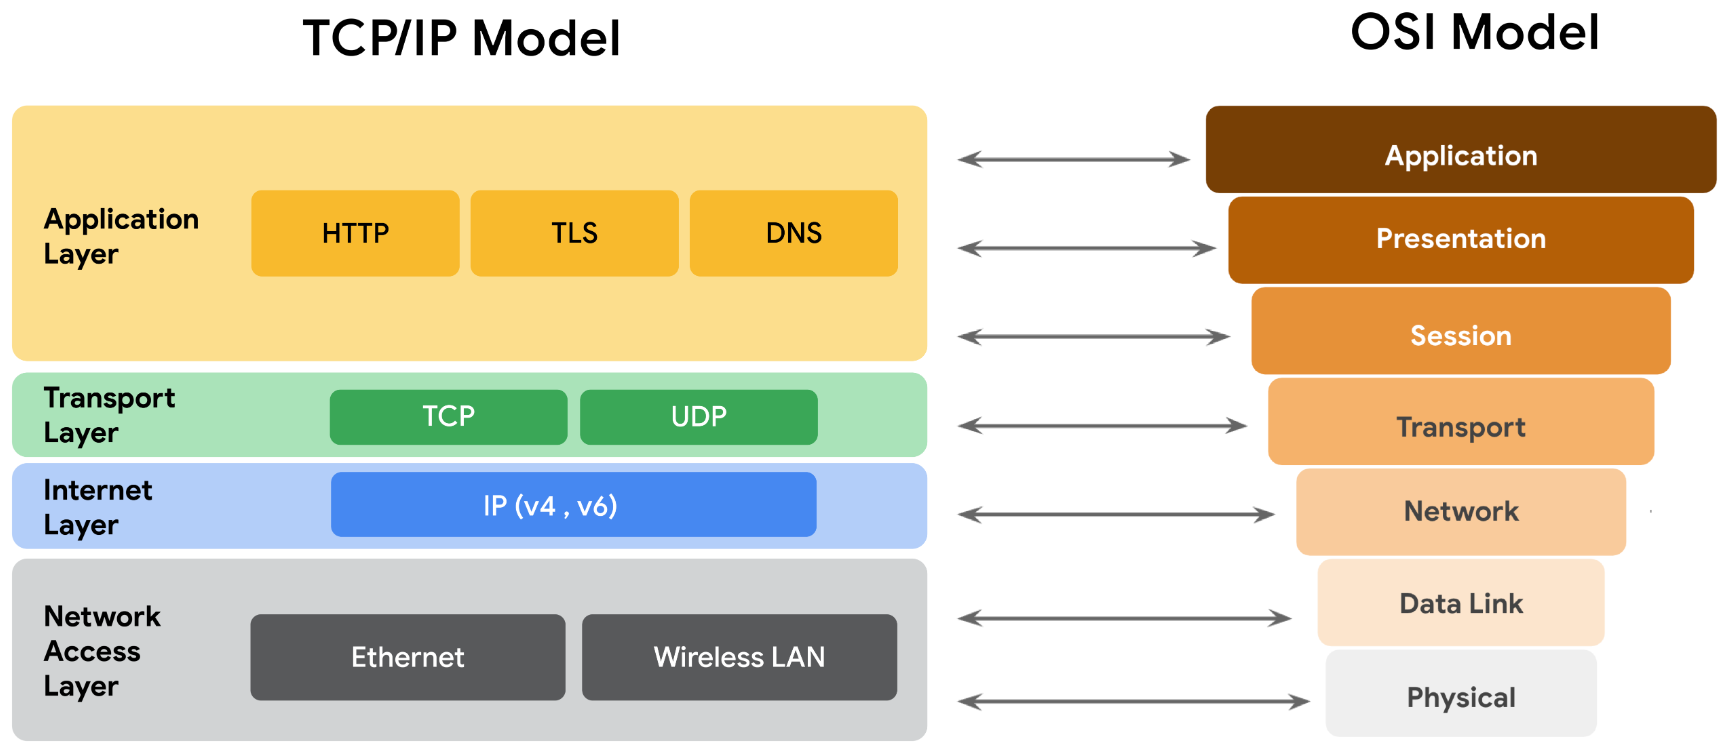 TCP/IP Model
OSI Model
Application
Layer
HTTP
TLS
DNS
Transport
Layer
TCP
UDP
Internet
Layer
IP (v4 , v6)
Network
Access
Layer
Ethernet
Wireless LAN
Application
Presentation
Session
Transport
Network
Data Link
Physical